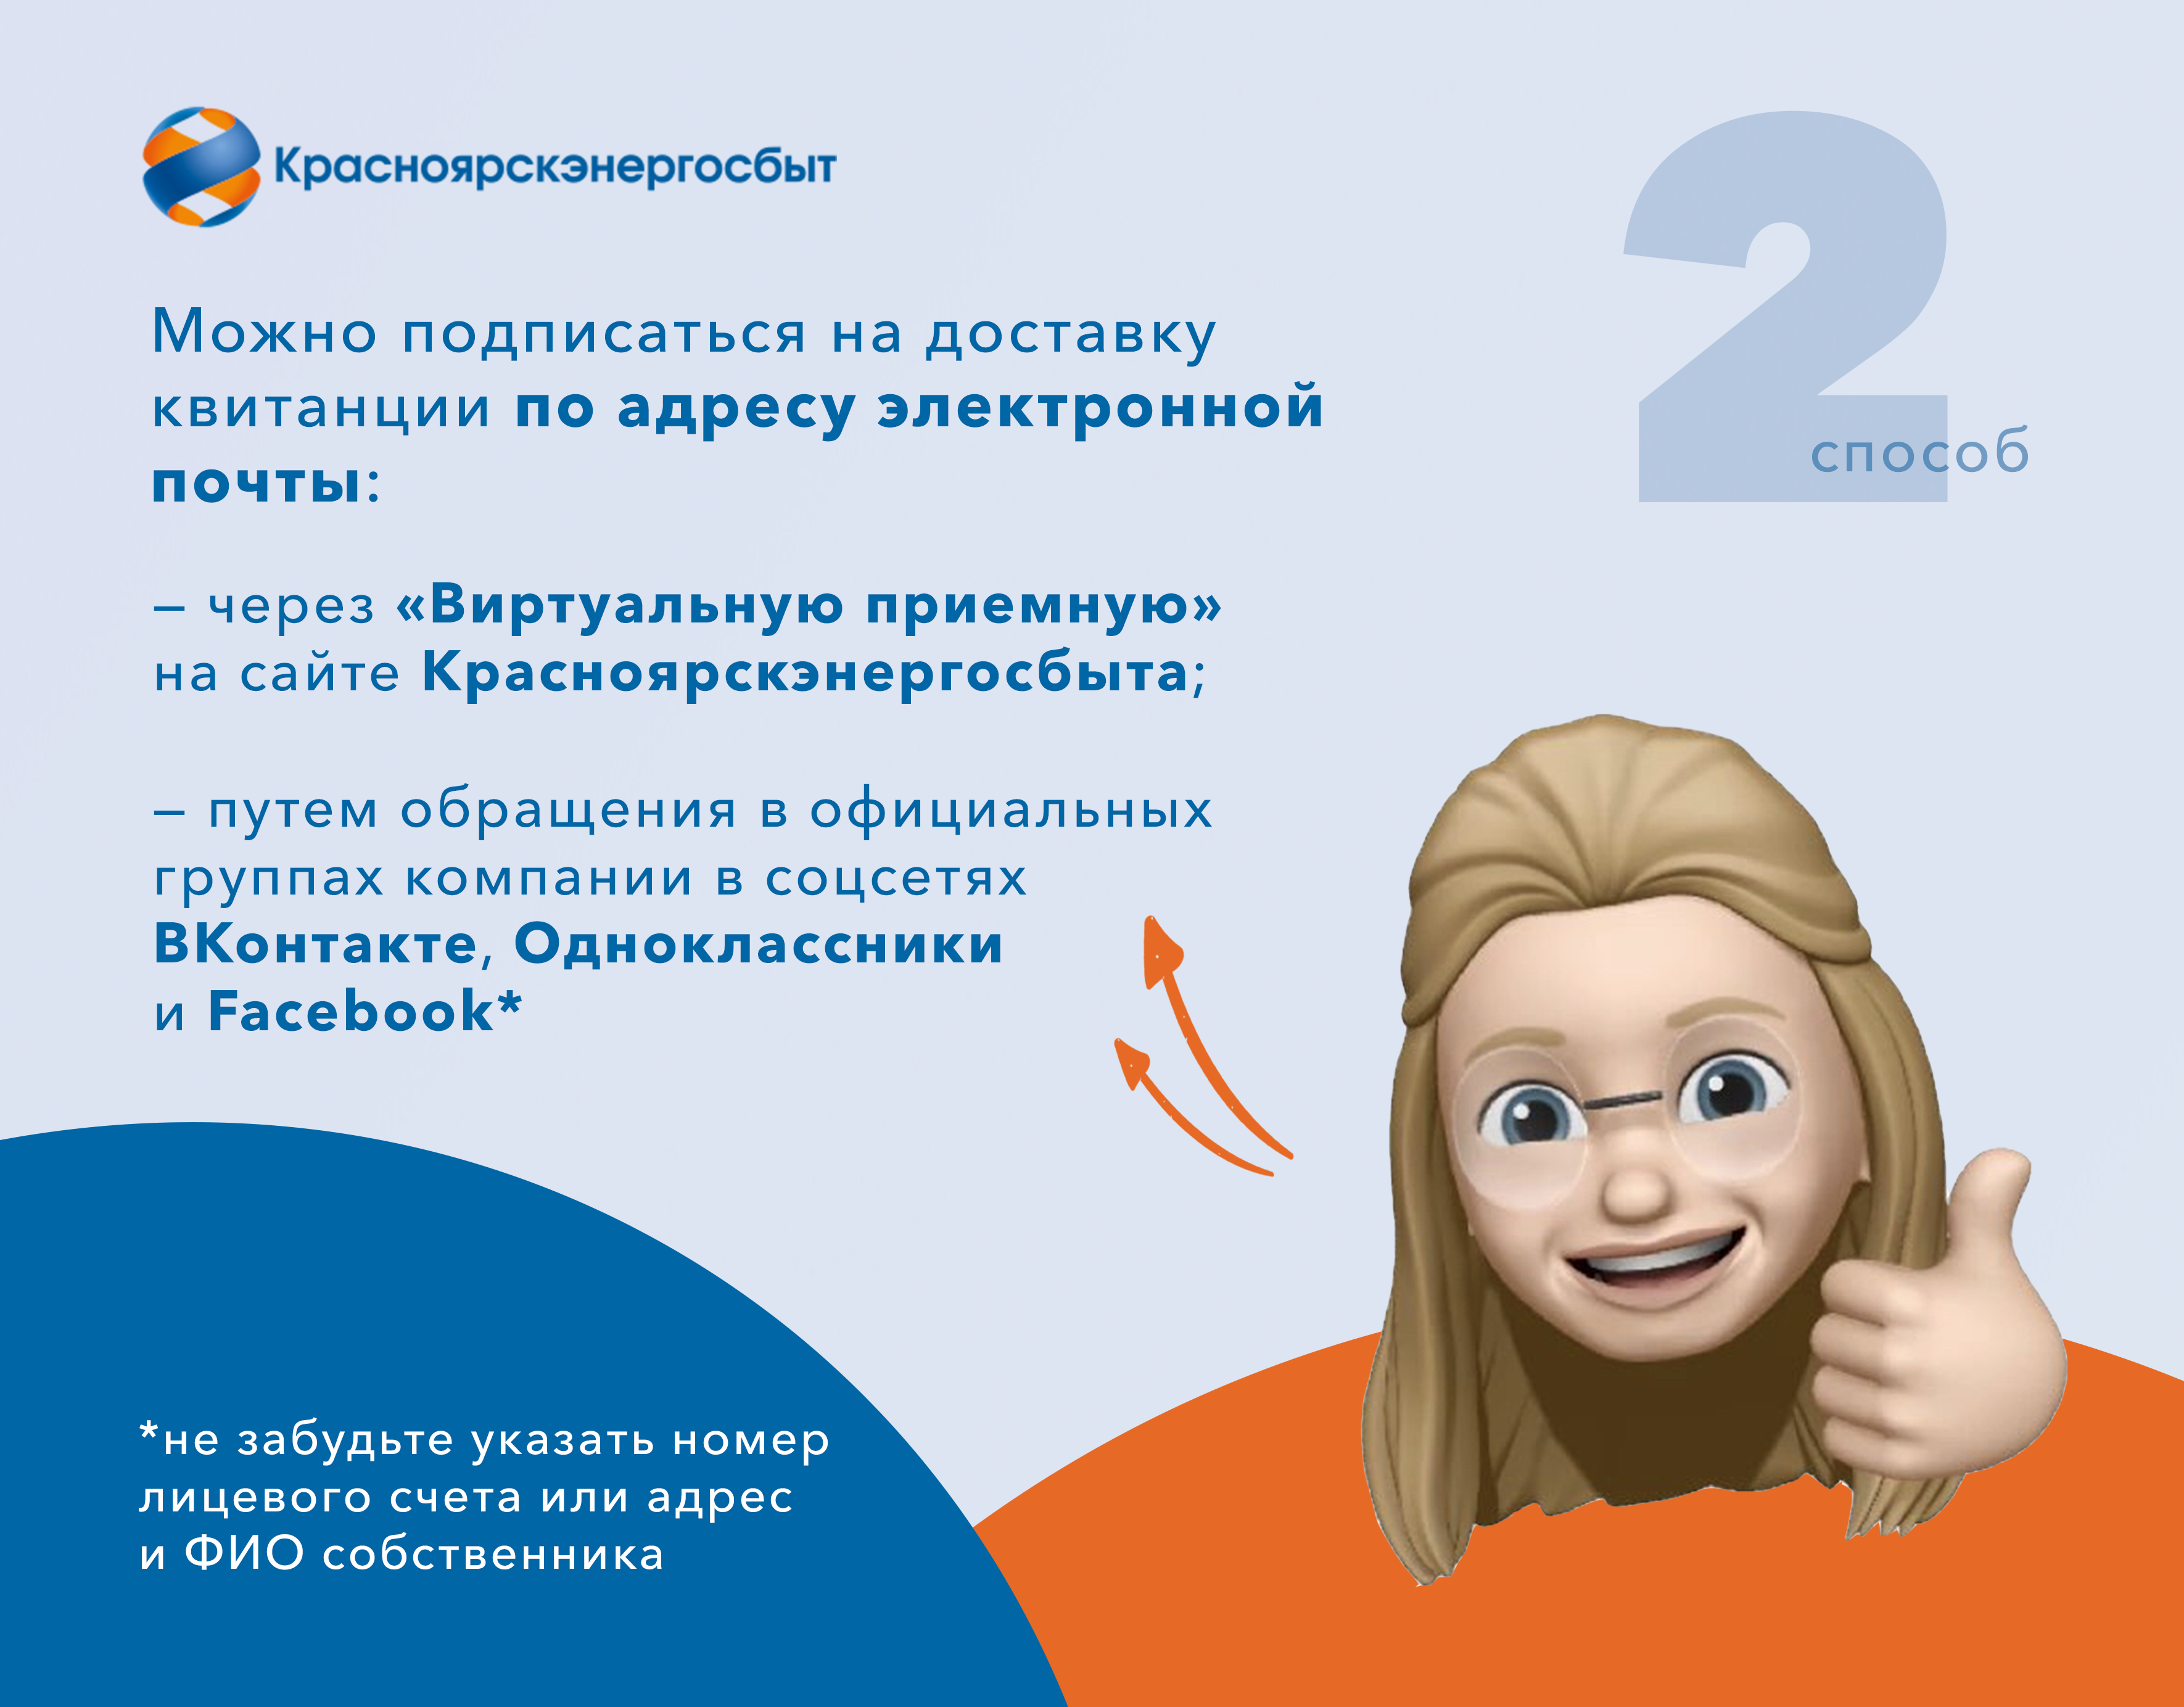 Красноярскэнергосбыт
2
способ
Можно подписаться на доставку
квитанции по адресу электронной
почты:
– через «Виртуальную приемную»
на сайте Красноярскэнергосбыта;
– путем обращения в официальных
группах компании в соцсетях
ВКонтакте, Одноклассники
и Facebook*
*не забудьте указать номер
лицевого счета или адрес
и ФИО собственника